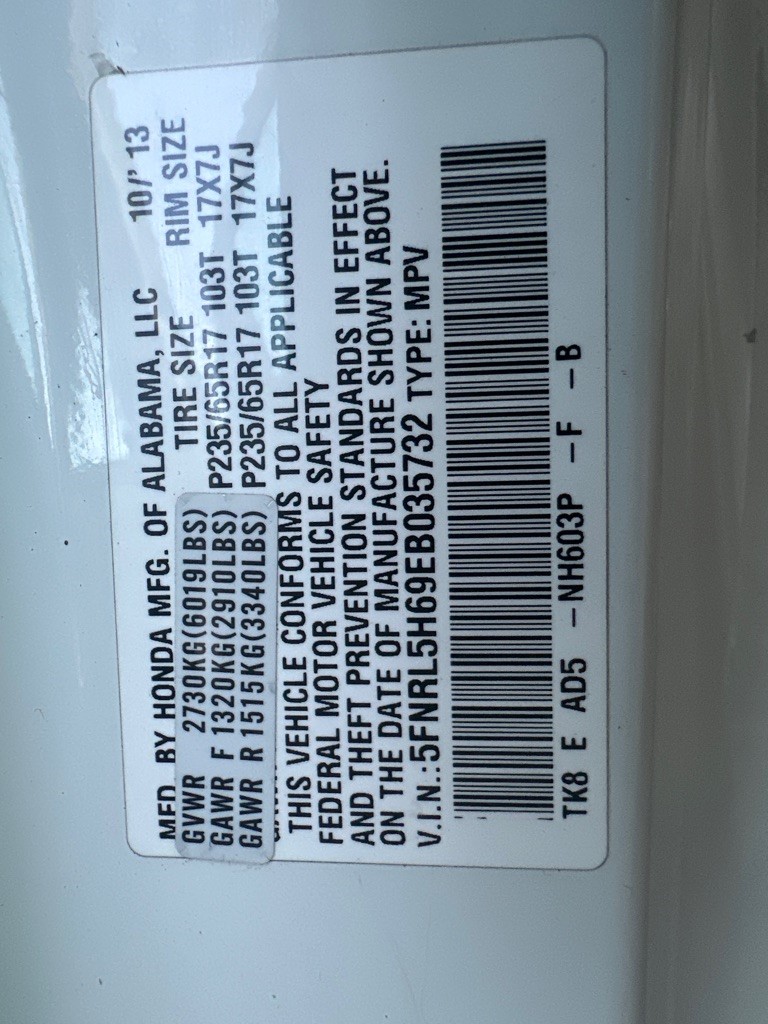 MFD. BY HONDA MFG. OF ALABAMA, LLC 10/' 13
TIRE SIZE RIM SIZE
GVWR 2730KG(6019LBS)
GAWR F 1320KG(2910LBS) P235/65R17 103T 17X7J
GAWR R 1515KG(3340LBS) P235/65R17 103T 17X7J
THIS VEHICLE CONFORMS TO ALL APPLICABLE
FEDERAL MOTOR VEHICLE SAFETY
AND THEFT PREVENTION STANDARDS IN EFFECT
ON THE DATE OF MANUFACTURE SHOWN ABOVE.
V.I.N.:5FNRL5H69EB035732 TYPE: MPV
TK8 E AD5 –NH603P –F –B